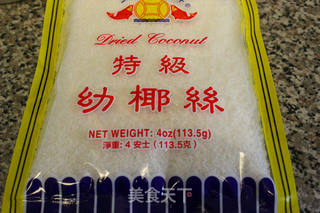 Dried Coconut
特級
幼椰絲
NET WEIGHT: 4oz(113.5g)
淨重: 4 安士 (113.5克)
美食天下